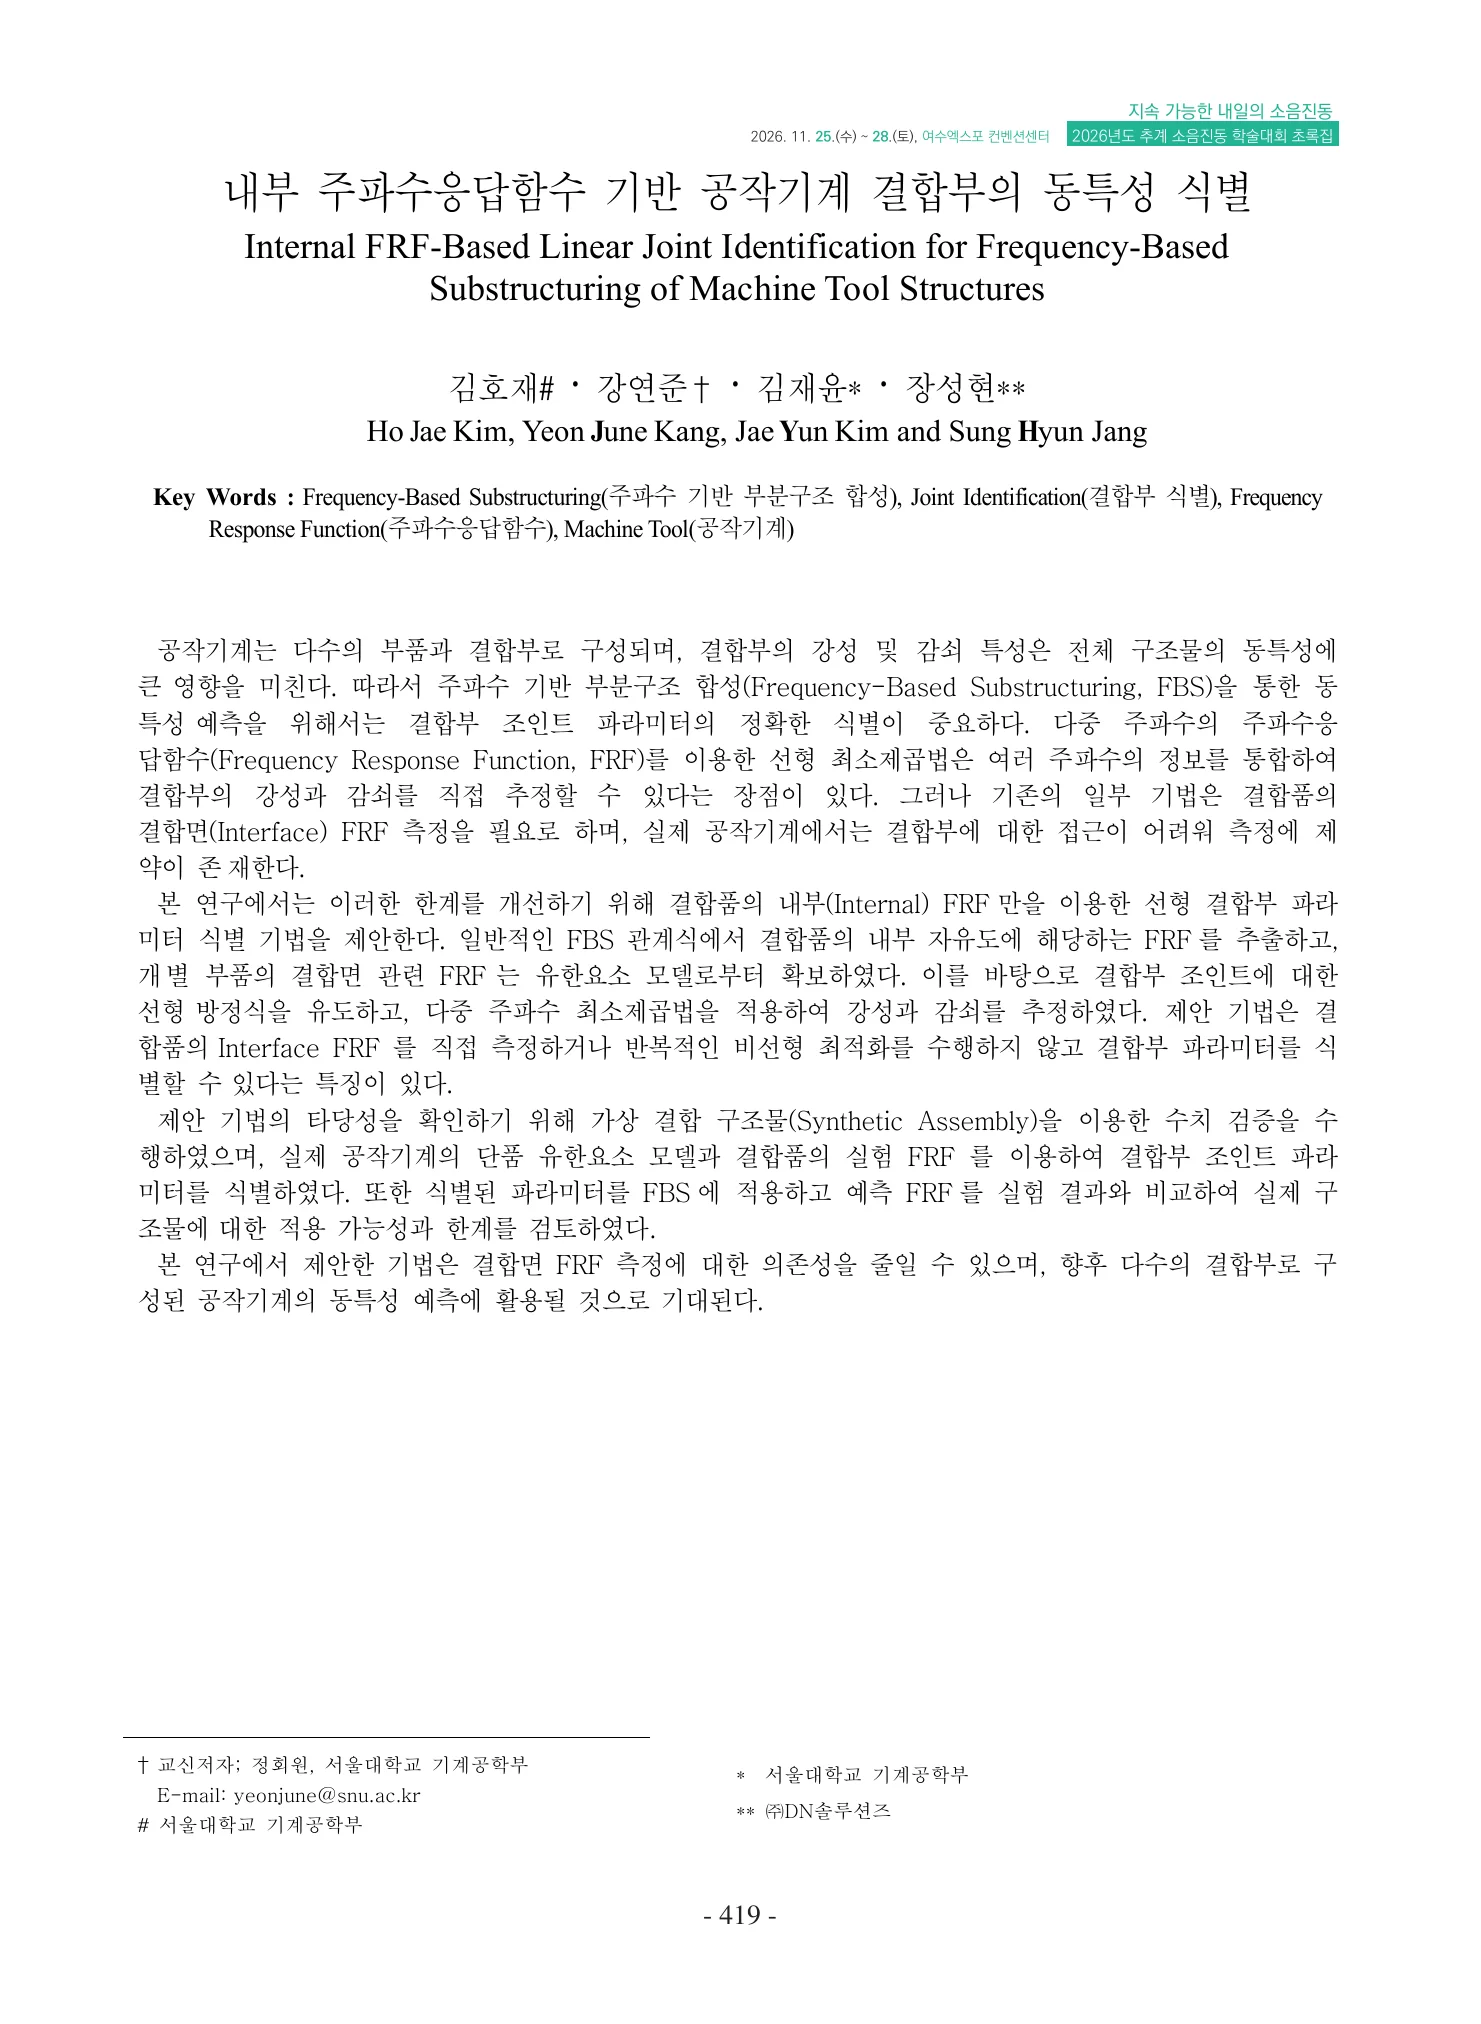 지속 가능한 내일의 소음진동
2026. 11. 25.(수) ~ 28.(토), 여수엑스포 컨벤션센터 2026년도 추계 소음진동 학술대회 초록집
내부 주파수응답함수 기반 공작기계 결합부의 동특성 식별
Internal FRF-Based Linear Joint Identification for Frequency-Based
Substructuring of Machine Tool Structures
김호재# · 강연준† · 김재윤* · 장성현**
Ho Jae Kim, Yeon June Kang, Jae Yun Kim and Sung Hyun Jang
Key Words : Frequency-Based Substructuring(주파수 기반 부분구조 합성), Joint Identification(결합부 식별), Frequency
Response Function(주파수응답함수), Machine Tool(공작기계)
공작기계는 다수의 부품과 결합부로 구성되며, 결합부의 강성 및 감쇠 특성은 전체 구조물의 동특성에
큰 영향을 미친다. 따라서 주파수 기반 부분구조 합성(Frequency-Based Substructuring, FBS)을 통한 동
특성 예측을 위해서는 결합부 조인트 파라미터의 정확한 식별이 중요하다. 다중 주파수의 주파수응
답함수(Frequency Response Function, FRF)를 이용한 선형 최소제곱법은 여러 주파수의 정보를 통합하여
결합부의 강성과 감쇠를 직접 추정할 수 있다는 장점이 있다. 그러나 기존의 일부 기법은 결합품의
결합면(Interface) FRF 측정을 필요로 하며, 실제 공작기계에서는 결합부에 대한 접근이 어려워 측정에 제
약이 존 재한다.
본 연구에서는 이러한 한계를 개선하기 위해 결합품의 내부(Internal) FRF 만을 이용한 선형 결합부 파라
미터 식별 기법을 제안한다. 일반적인 FBS 관계식에서 결합품의 내부 자유도에 해당하는 FRF 를 추출하고,
개 별 부품의 결합면 관련 FRF 는 유한요소 모델로부터 확보하였다. 이를 바탕으로 결합부 조인트에 대한
선형 방정식을 유도하고, 다중 주파수 최소제곱법을 적용하여 강성과 감쇠를 추정하였다. 제안 기법은 결
합품의 Interface FRF 를 직접 측정하거나 반복적인 비선형 최적화를 수행하지 않고 결합부 파라미터를 식
별할 수 있다는 특징이 있다.
제안 기법의 타당성을 확인하기 위해 가상 결합 구조물(Synthetic Assembly)을 이용한 수치 검증을 수
행하였으며, 실제 공작기계의 단품 유한요소 모델과 결합품의 실험 FRF 를 이용하여 결합부 조인트 파라
미터를 식별하였다. 또한 식별된 파라미터를 FBS 에 적용하고 예측 FRF 를 실험 결과와 비교하여 실제 구
조물에 대한 적용 가능성과 한계를 검토하였다.
본 연구에서 제안한 기법은 결합면 FRF 측정에 대한 의존성을 줄일 수 있으며, 향후 다수의 결합부로 구
성된 공작기계의 동특성 예측에 활용될 것으로 기대된다.
† 교신저자; 정회원, 서울대학교 기계공학부
E-mail: yeonjune@snu.ac.kr
# 서울대학교 기계공학부
* 서울대학교 기계공학부
** ㈜DN솔루션즈
- 419 -